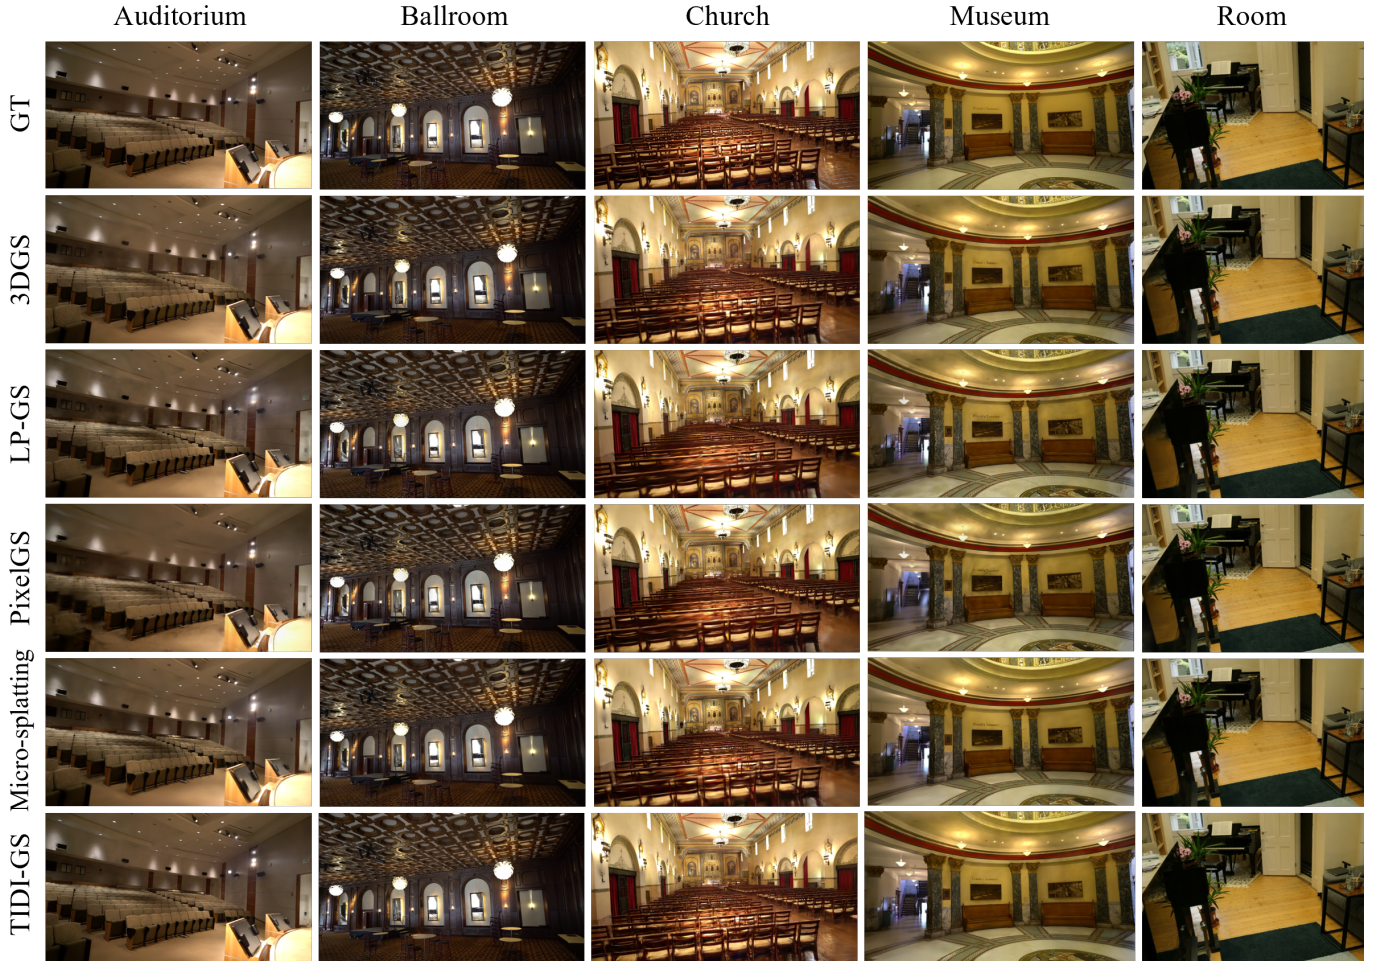 Auditorium Ballroom Church Museum Room
GT
3DGS
LP-GS
PixelGS
Micro-splatting
TIDI-GS